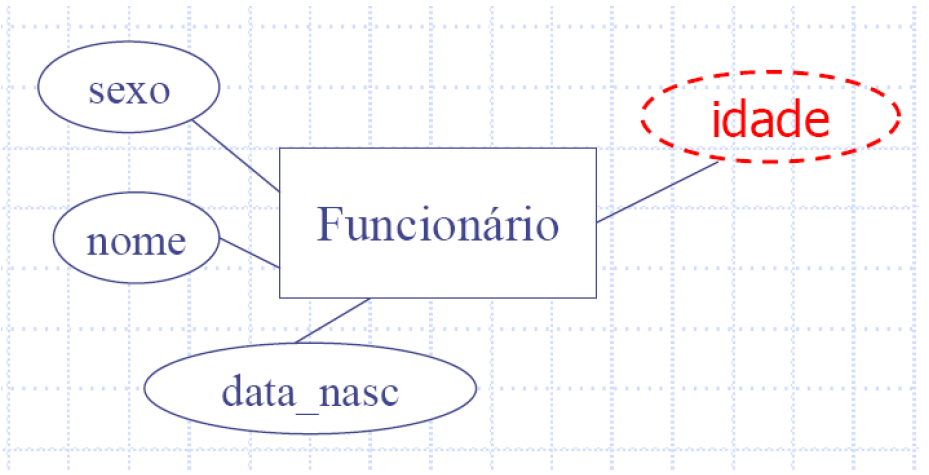 sexo
idade
nome
Funcionário
data_nasc